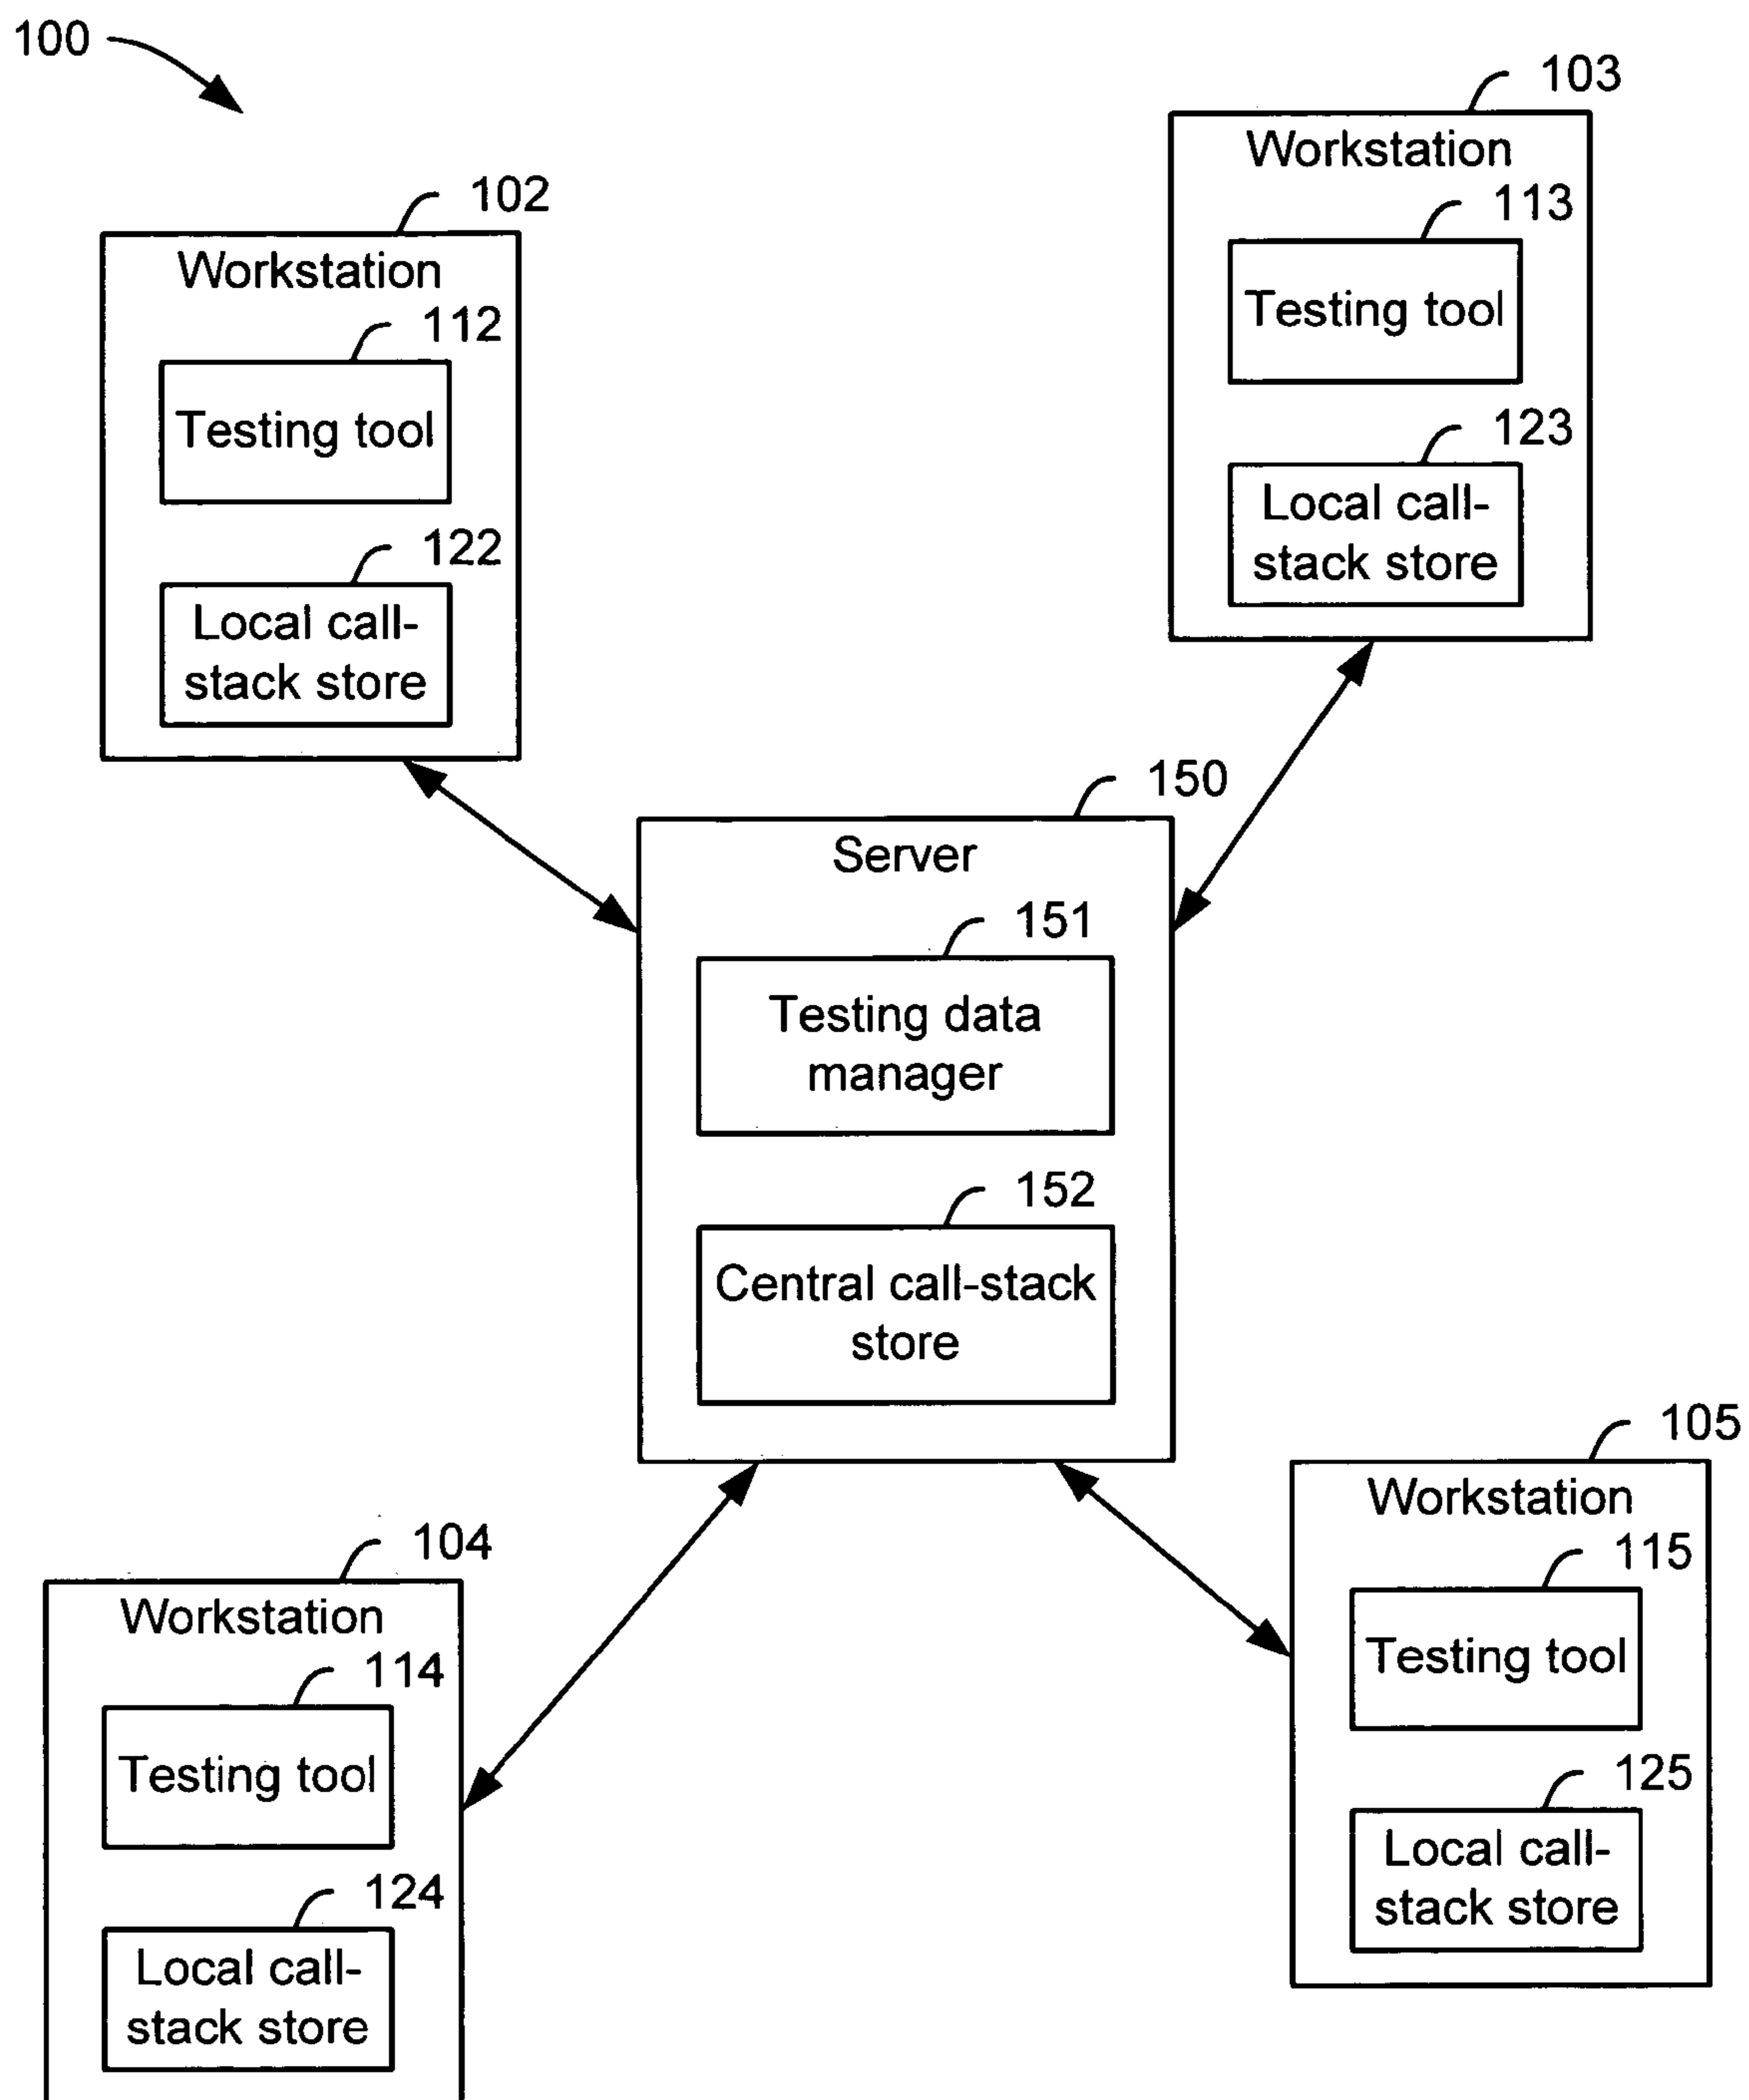 100
103
Workstation
113
Testing tool
123
Local call-
stack store
102
Workstation
112
Testing tool
122
Local call-
stack store
150
Server
151
Testing data
manager
152
Central call-stack
store
105
Workstation
115
Testing tool
125
Local call-
stack store
104
Workstation
114
Testing tool
124
Local call-
stack store